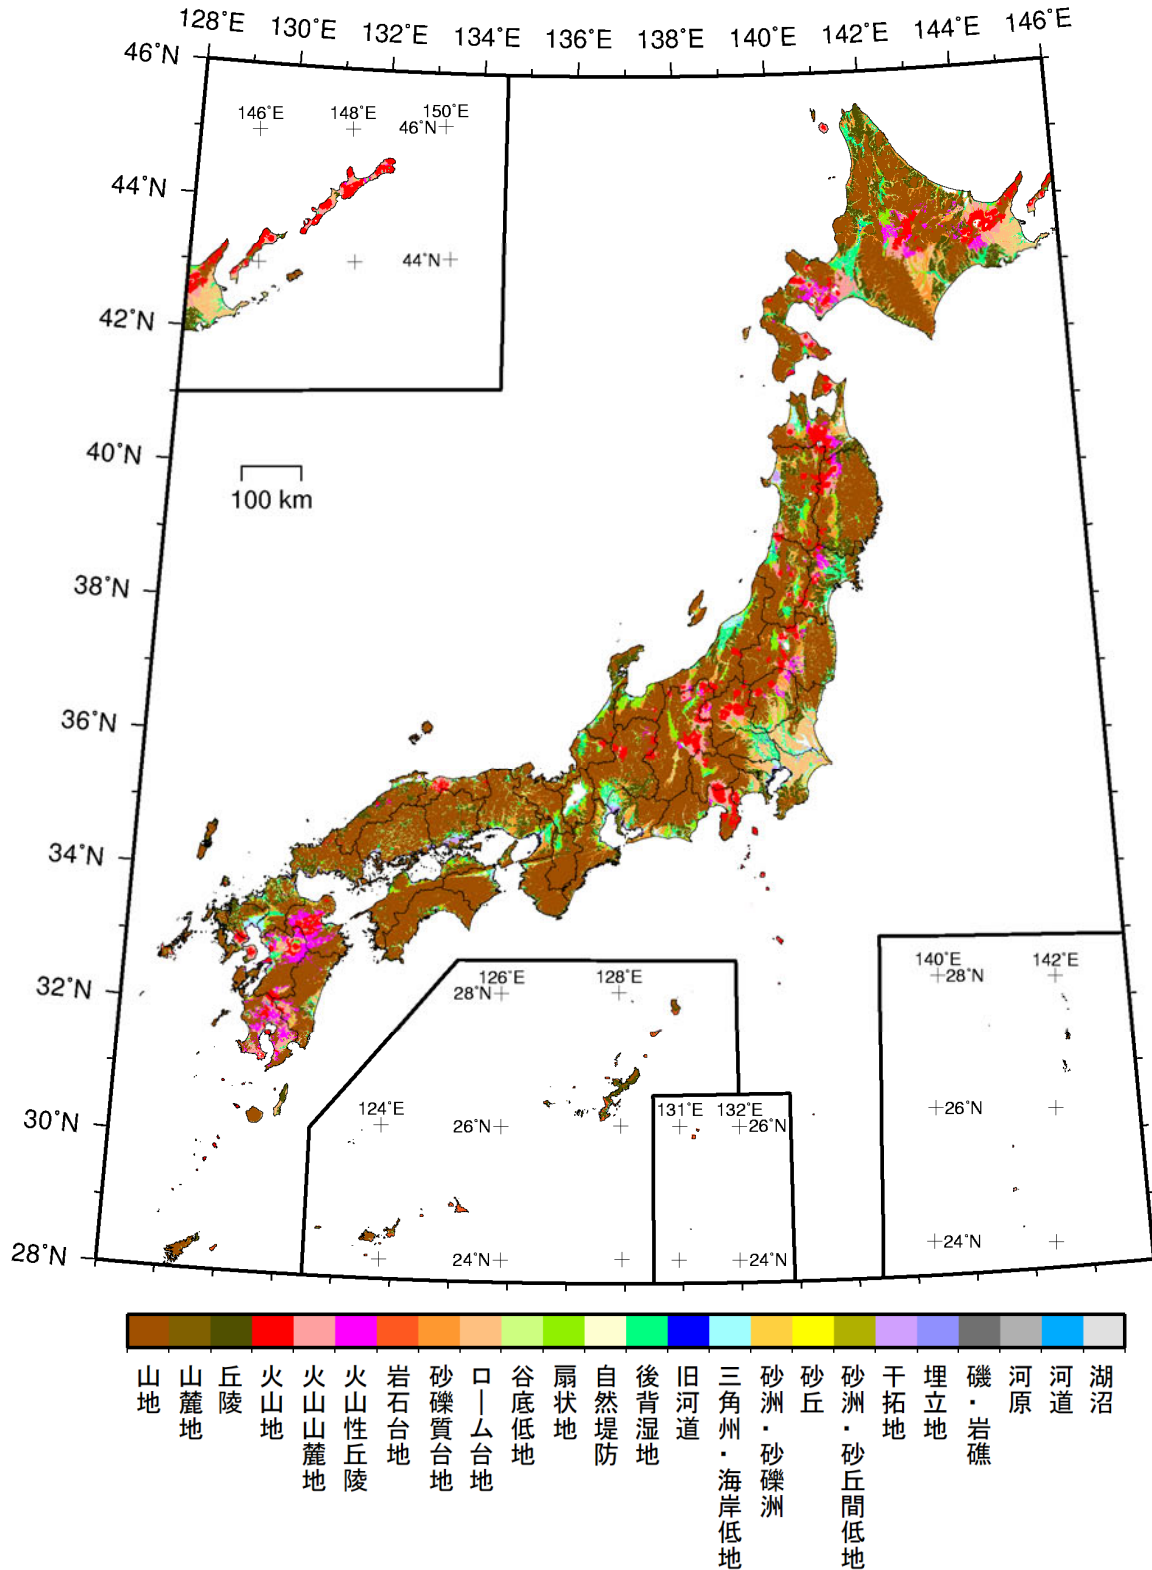 128°E 130°E 132°E 134°E 136°E 138°E 140°E 142°E 144°E 146°E
46°N
44°N
42°N
40°N
38°N
36°N
34°N
32°N
30°N
28°N
146°E 148°E 150°E
46°N
44°N
100 km
126°E 128°E
28°N
124°E
26°N
24°N
131°E 132°E
26°N
24°N
140°E 142°E
28°N
26°N
24°N
山地
山麓地
丘陵
火山地
火山山麓地
火山性丘陵
岩石台地
砂礫質台地
ローム台地
谷底低地
扇状地
自然堤防
後背湿地
旧河道
三角州・海岸低地
砂州・砂礫洲
砂丘
砂州・砂丘間低地
干拓地
埋立地
磯・岩礁
河原
河道
湖沼